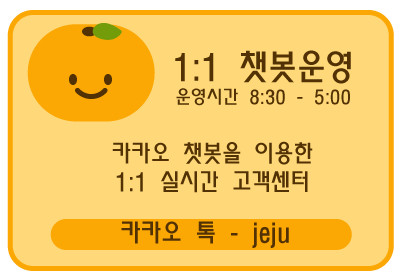 1:1 챗봇운영
운영시간 8:30 - 5:00
카카오 챗봇을 이용한
1:1 실시간 고객센터
카카오 톡 - jeju